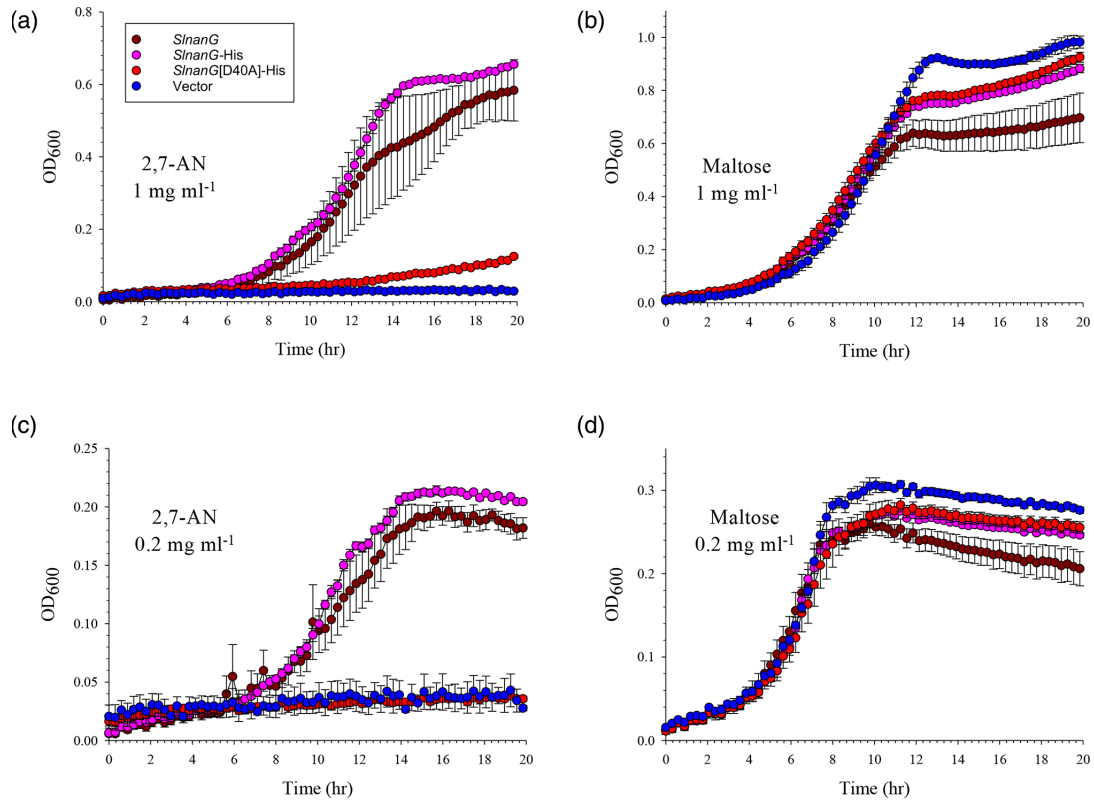 (a)
0.8
0.6
0.4
0.2
0.0
OD600
SlnanG
SlnanG-His
SlnanG[D40A]-His
Vector
2,7-AN
1 mg ml-1
0 2 4 6 8 10 12 14 16 18 20
Time (hr)
(b)
1.0
0.8
0.6
0.4
0.2
0.0
OD600
Maltose
1 mg ml-1
0 2 4 6 8 10 12 14 16 18 20
Time (hr)
(c)
0.25
0.20
0.15
0.10
0.05
0.00
OD600
2,7-AN
0.2 mg ml-1
0 2 4 6 8 10 12 14 16 18 20
Time (hr)
(d)
0.3
0.2
0.1
0.0
OD600
Maltose
0.2 mg ml-1
0 2 4 6 8 10 12 14 16 18 20
Time (hr)